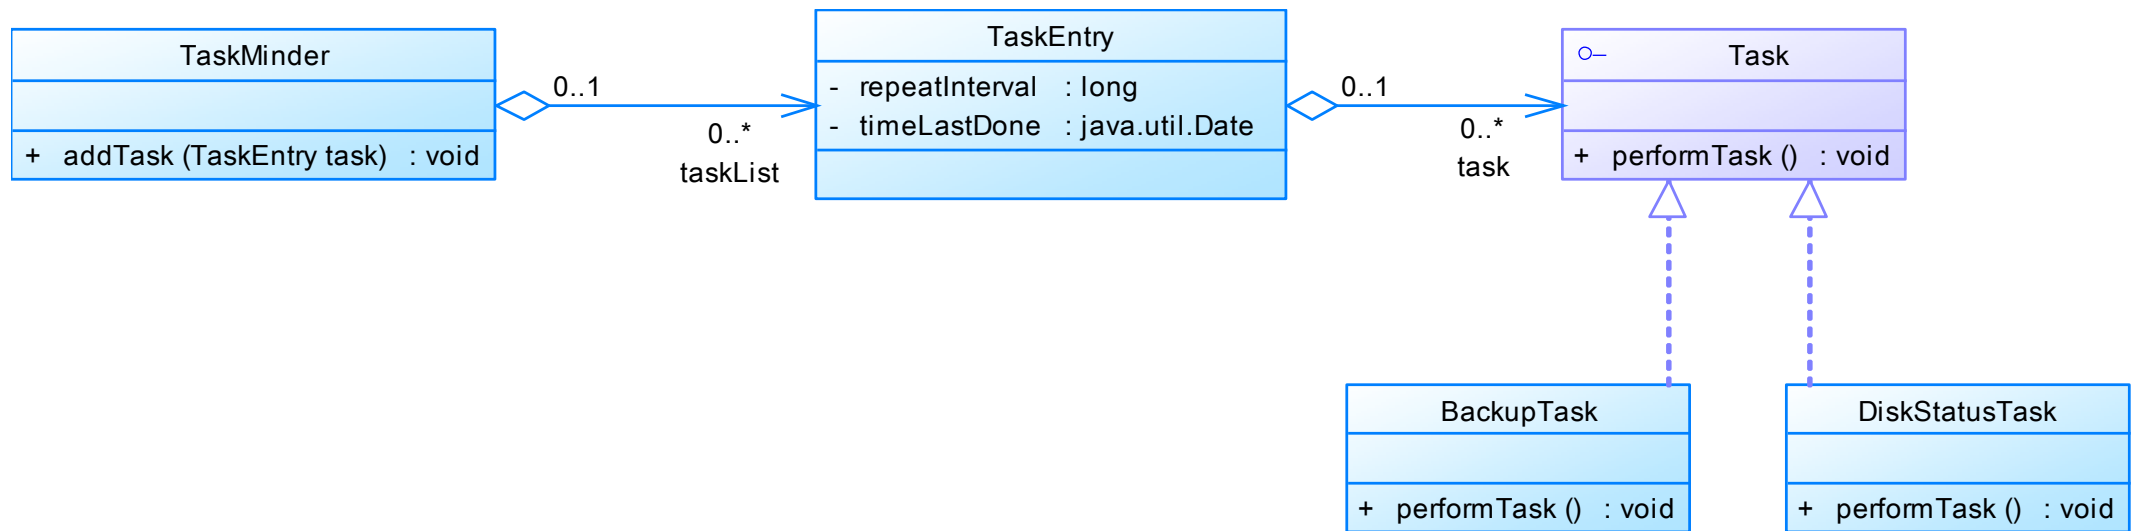 TaskMinder
+ addTask (TaskEntry task) : void
0..1
0..*
taskList
TaskEntry
- repeatInterval : long
- timeLastDone : java.util.Date
0..1
0..*
task
Task
+ performTask () : void
BackupTask
+ performTask () : void
DiskStatusTask
+ performTask () : void